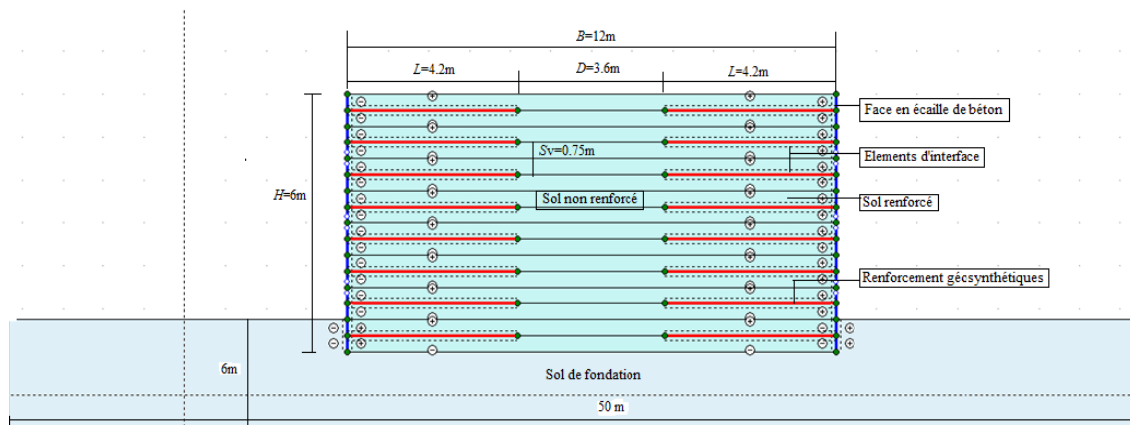 B=12m
L=4.2m
D=3.6m
L=4.2m
Face en écaille de béton
Sv=0.75m
Elements d'interface
H=6m
Sol non renforcé
Sol renforcé
Renforcement gécsynthétiques
6m
Sol de fondation
50 m